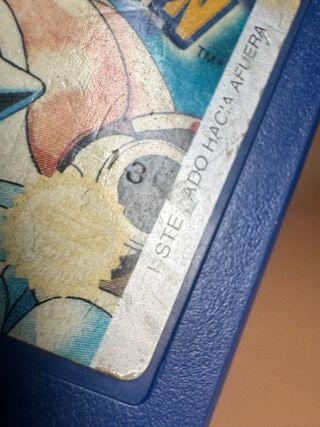 N
TM
3
ESTE LADO HACIA AFUERA